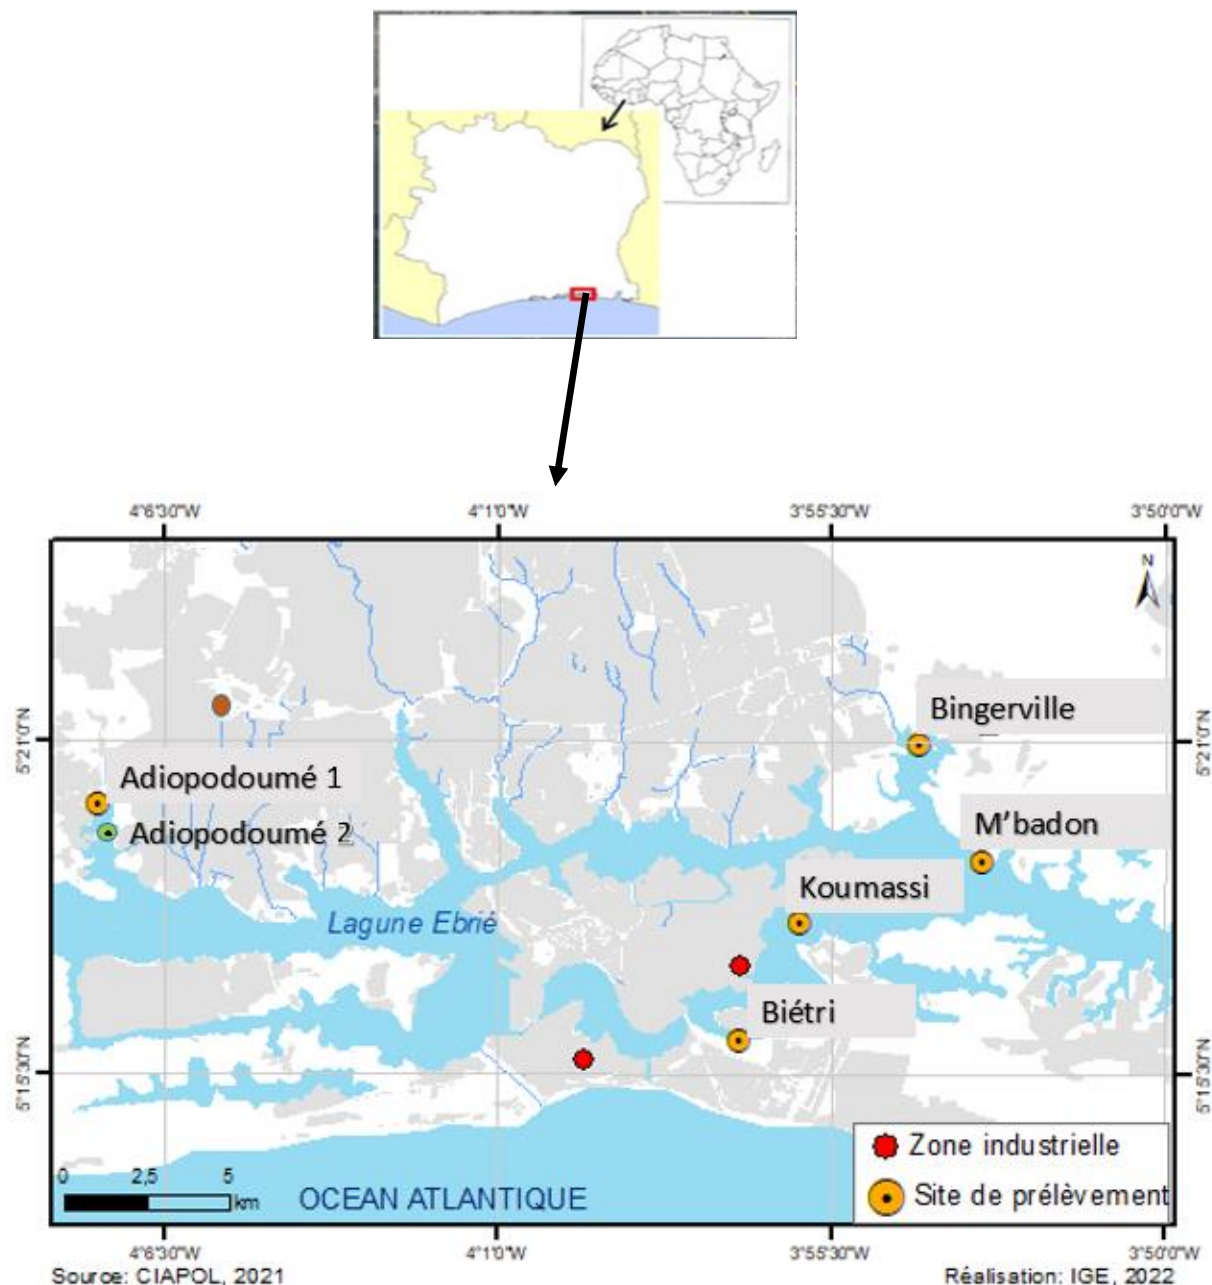 4°6'30"W 4°1'0"W 3°55'30"W 3°50'0"W
N
Bingerville
5°21'0"N 5°21'0"N
Adiopodoumé 1
Adiopodoumé 2
M'badon
Koumassi
Lagune Ebrié
Biétri
5°15'30"N 5°15'30"N
Zone industrielle
Site de prélèvement
0 2,5 5
km
OCEAN ATLANTIQUE
4°6'30"W 4°1'0"W 3°55'30"W 3°50'0"W
Source: CIAPOL, 2021 Réalisation: IGE, 2022